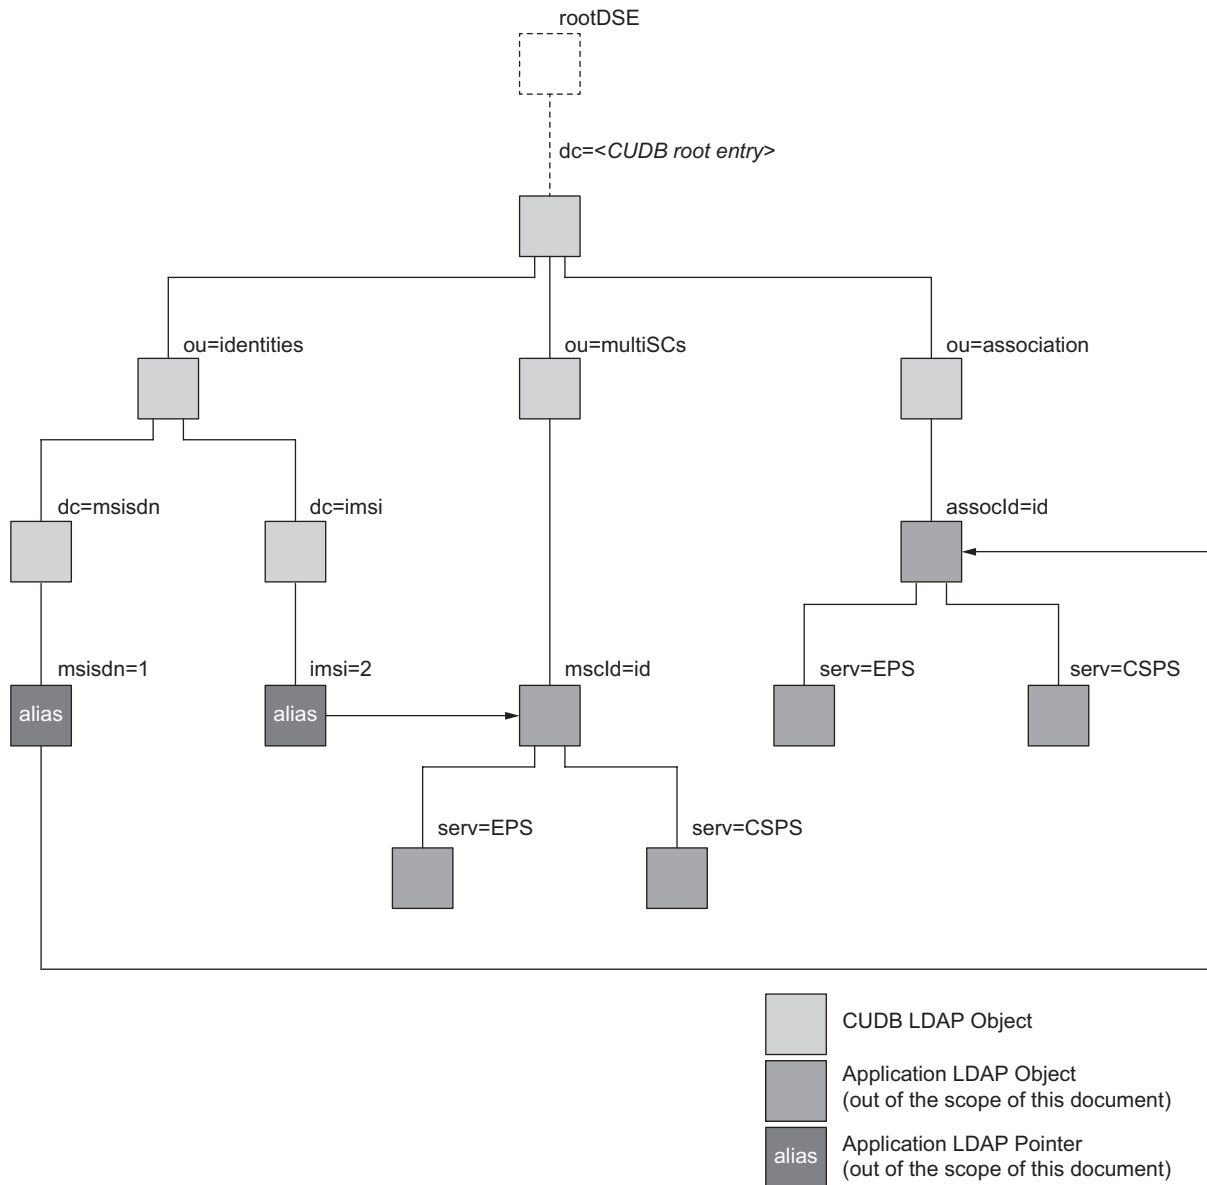 rootDSE
dc=<CUDB root entry>
ou=identities
ou=multiSCs
ou=association
dc=msisdn
dc=imsi
assocId=id
msisdn=1
imsi=2
mscId=id
serv=EPS
serv=CSPS
alias
alias
serv=EPS
serv=CSPS
CUDB LDAP Object
Application LDAP Object
(out of the scope of this document)
alias
Application LDAP Pointer
(out of the scope of this document)